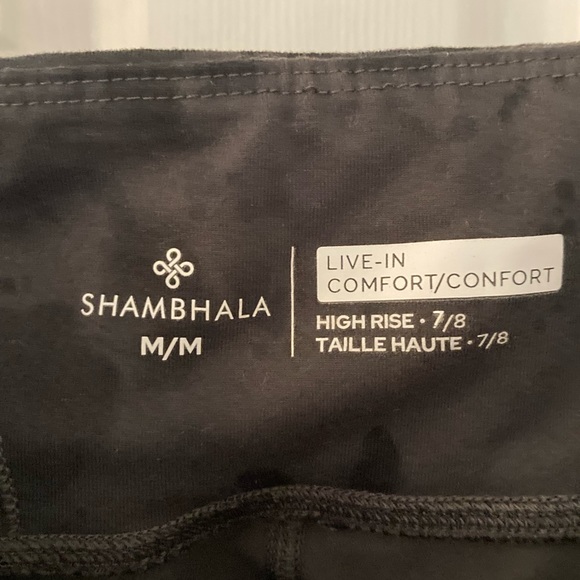 SHAMBHALA
M/M
LIVE-IN
COMFORT/CONFORT
HIGH RISE • 7/8
TAILLE HAUTE • 7/8